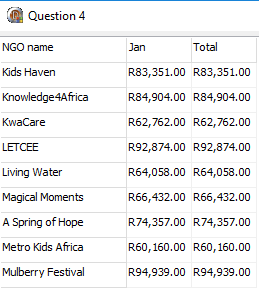 Question 4
NGO name Jan Total
Kids Haven R83,351.00 R83,351.00
Knowledge4Africa R84,904.00 R84,904.00
KwaCare R62,762.00 R62,762.00
LETCEE R92,874.00 R92,874.00
Living Water R64,058.00 R64,058.00
Magical Moments R66,432.00 R66,432.00
A Spring of Hope R74,357.00 R74,357.00
Metro Kids Africa R60,160.00 R60,160.00
Mulberry Festival R94,939.00 R94,939.00